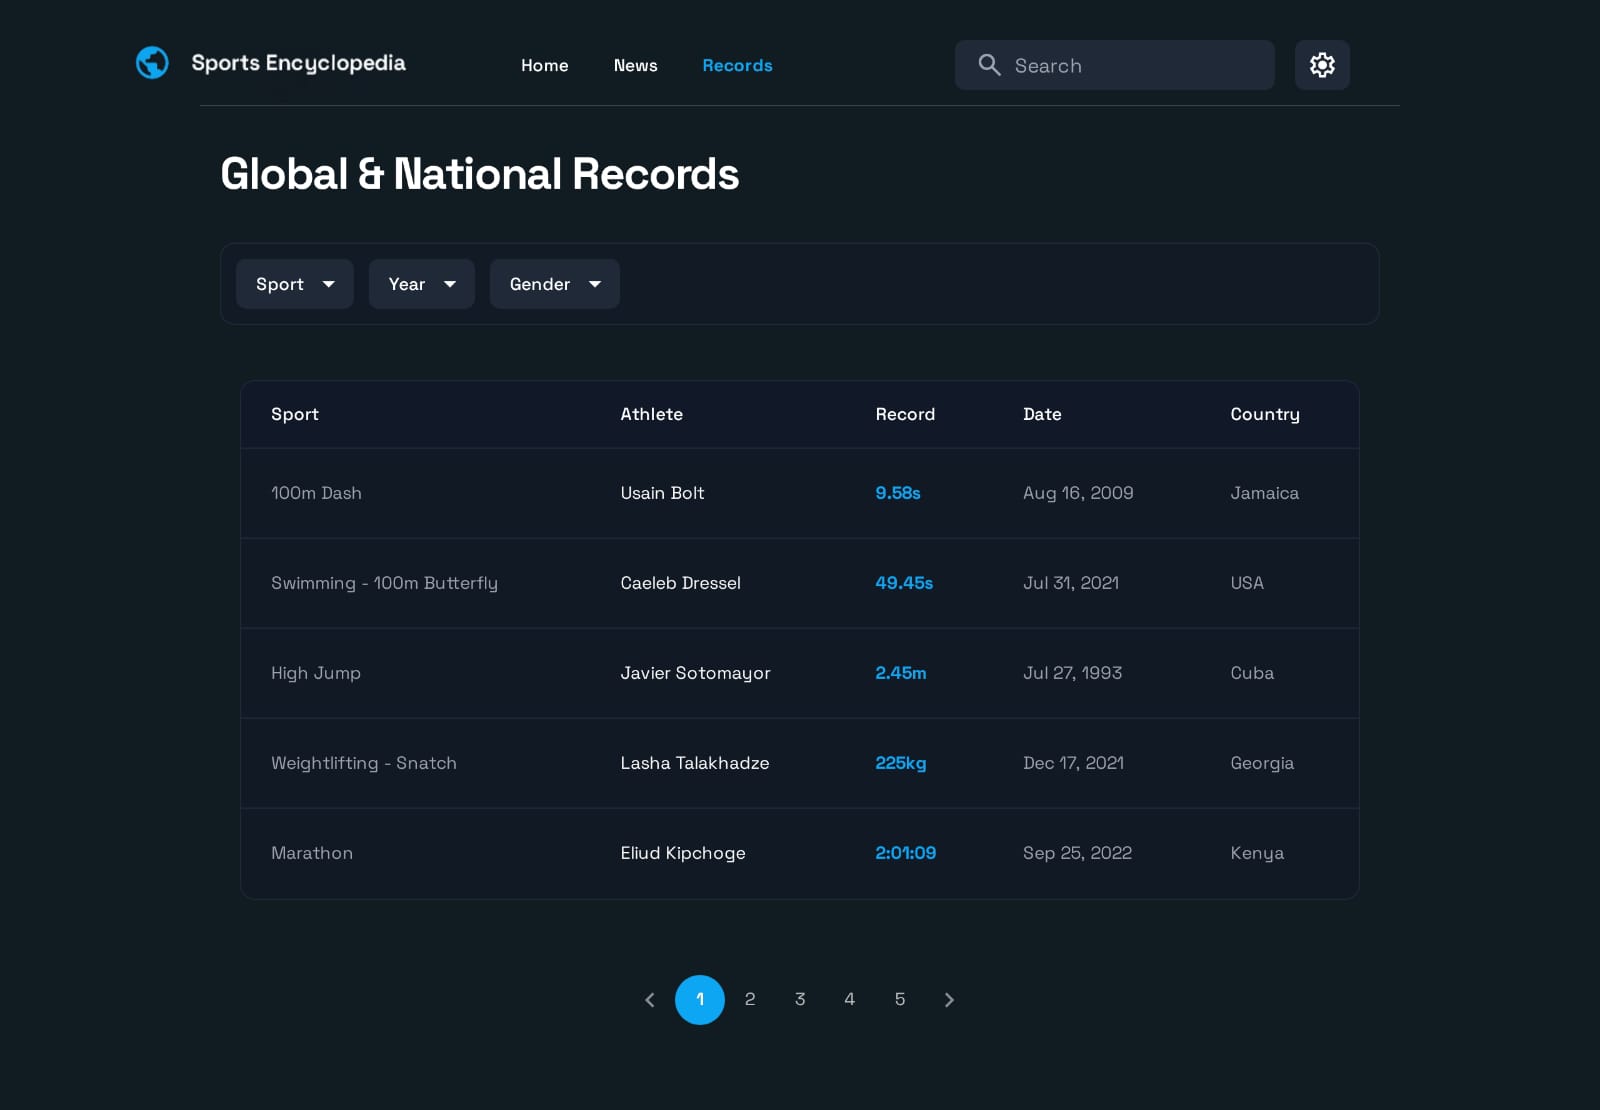 Sports Encyclopedia Home News Records Search
Global & National Records
Sport Year Gender
Sport Athlete Record Date Country
100m Dash Usain Bolt 9.58s Aug 16, 2009 Jamaica
Swimming - 100m Butterfly Caeleb Dressel 49.45s Jul 31, 2021 USA
High Jump Javier Sotomayor 2.45m Jul 27, 1993 Cuba
Weightlifting - Snatch Lasha Talakhadze 225kg Dec 17, 2021 Georgia
Marathon Eliud Kipchoge 2:01:09 Sep 25, 2022 Kenya
1 2 3 4 5